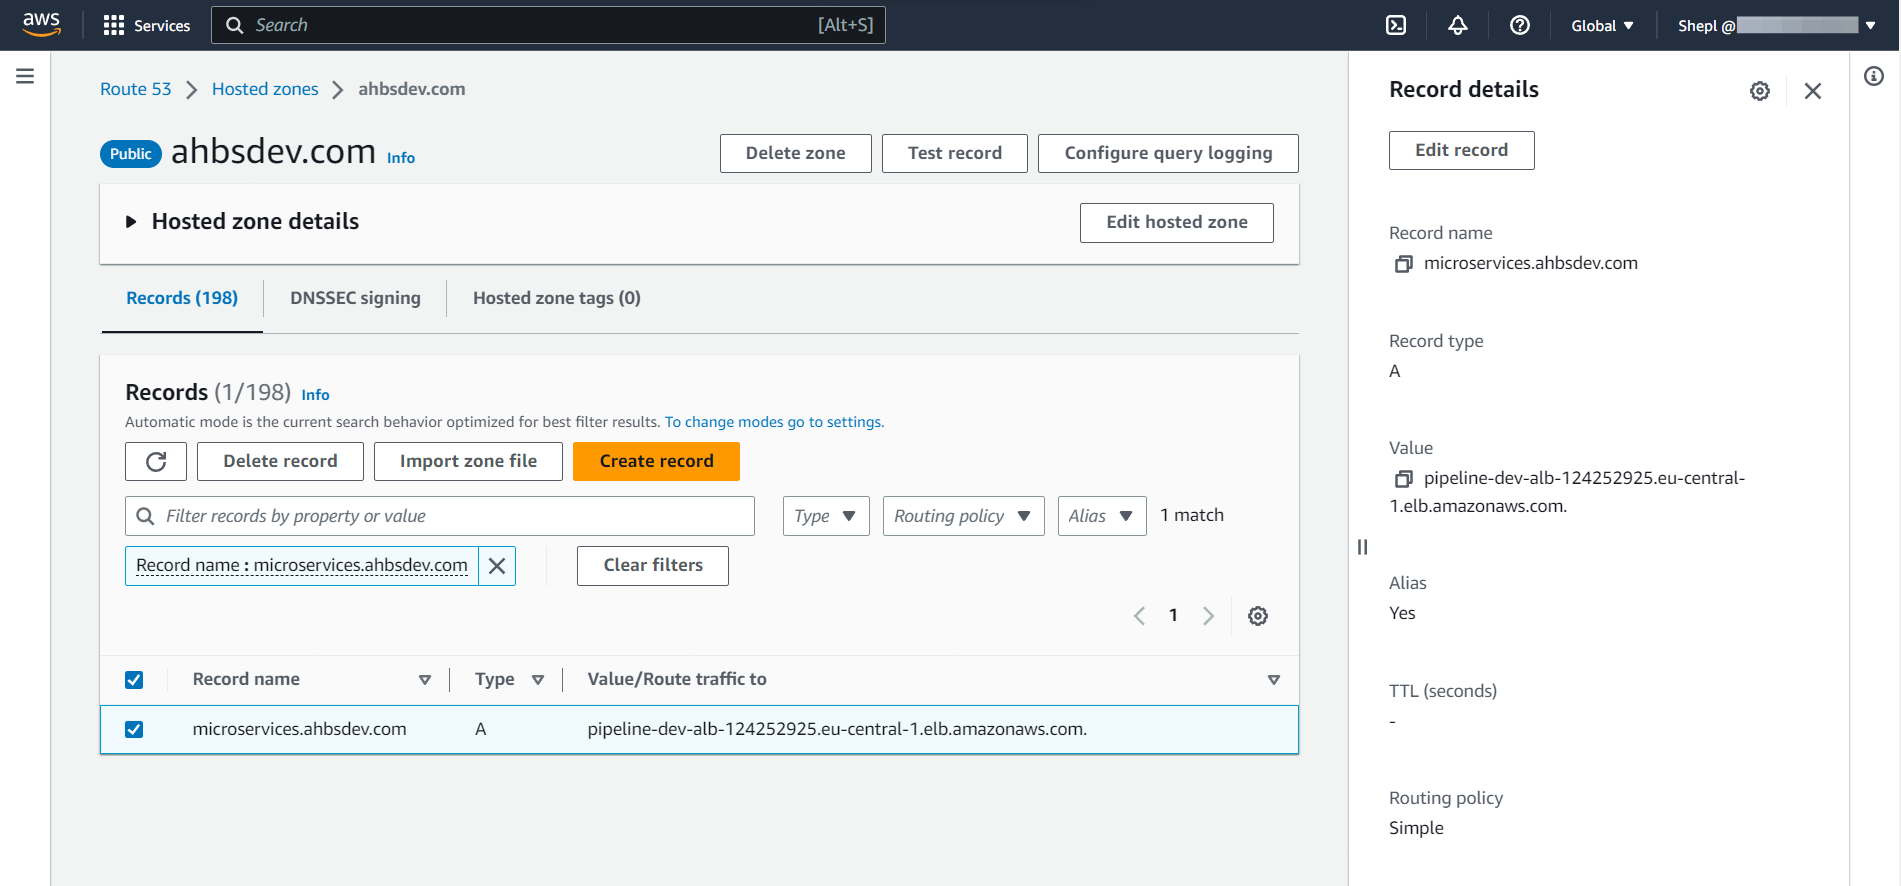 aws
Services
Search [Alt+S]
Global
Shepl @
Route 53 Hosted zones ahbsdev.com
Public ahbsdev.com Info
Delete zone Test record Configure query logging
Hosted zone details
Edit hosted zone
Records (198) DNSSEC signing Hosted zone tags (0)
Records (1/198) Info
Automatic mode is the current search behavior optimized for best filter results. To change modes go to settings.
Delete record Import zone file Create record
Filter records by property or value Type Routing policy Alias 1 match
Record name : microservices.ahbsdev.com Clear filters
1
Record name Type Value/Route traffic to
microservices.ahbsdev.com A pipeline-dev-alb-124252925.eu-central-1.elb.amazonaws.com.
Record details
Edit record
Record name
microservices.ahbsdev.com
Record type
A
Value
pipeline-dev-alb-124252925.eu-central-
1.elb.amazonaws.com.
Alias
Yes
TTL (seconds)
-
Routing policy
Simple